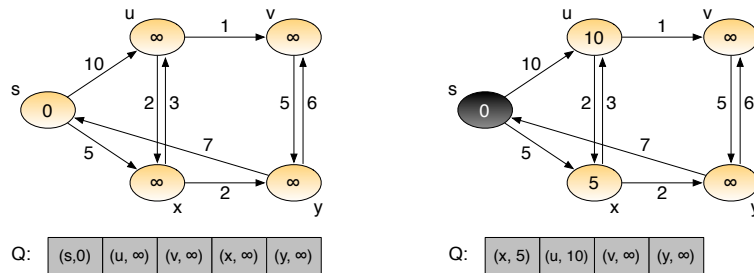 u v
1
∞ ∞
10
s
0 2 3 5 6
7
5
∞ 2 ∞
x y
Q: (s,0) (u, ∞) (v, ∞) (x, ∞) (y, ∞)
u v
1
10 ∞
10
s
0 2 3 5 6
7
5
5 2 ∞
x y
Q: (x, 5) (u, 10) (v, ∞) (y, ∞)